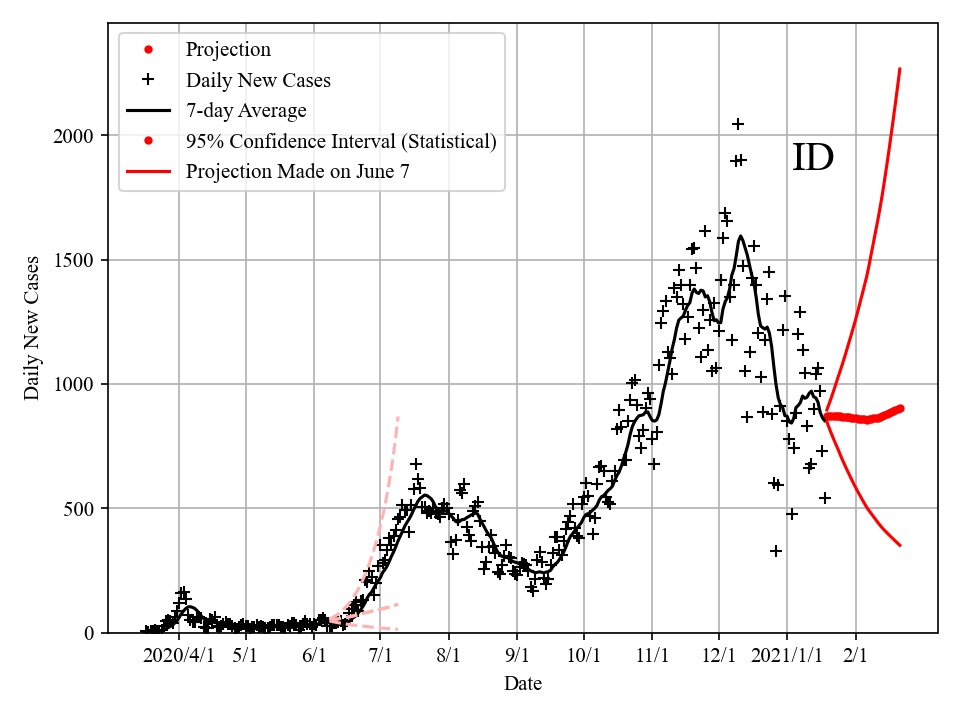 Projection
Daily New Cases
7-day Average
95% Confidence Interval (Statistical)
Projection Made on June 7
ID
Daily New Cases
2000
1500
1000
500
0
2020/4/1 5/1 6/1 7/1 8/1 9/1 10/1 11/1 12/1 2021/1/1 2/1
Date